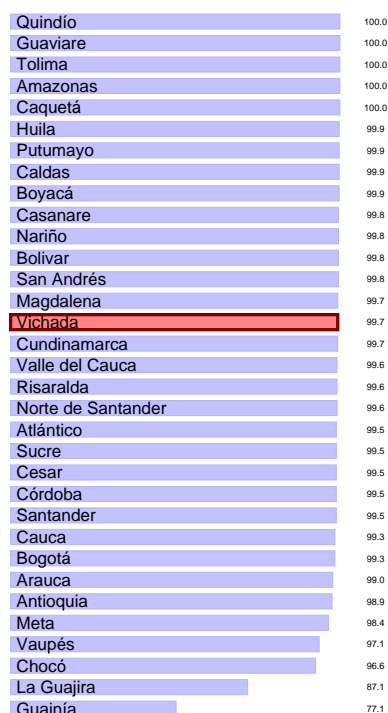 Quindío 100.0
Guaviare 100.0
Tolima 100.0
Amazonas 100.0
Caquetá 100.0
Huila 99.9
Putumayo 99.9
Caldas 99.9
Boyacá 99.9
Casanare 99.8
Nariño 99.8
Bolivar 99.8
San Andrés 99.8
Magdalena 99.7
Vichada 99.7
Cundinamarca 99.7
Valle del Cauca 99.6
Risaralda 99.6
Norte de Santander 99.6
Atlántico 99.5
Sucre 99.5
Cesar 99.5
Córdoba 99.5
Santander 99.5
Cauca 99.3
Bogotá 99.3
Arauca 99.0
Antioquia 98.9
Meta 98.4
Vaupés 97.1
Chocó 96.6
La Guajira 87.1
Guainía 77.1